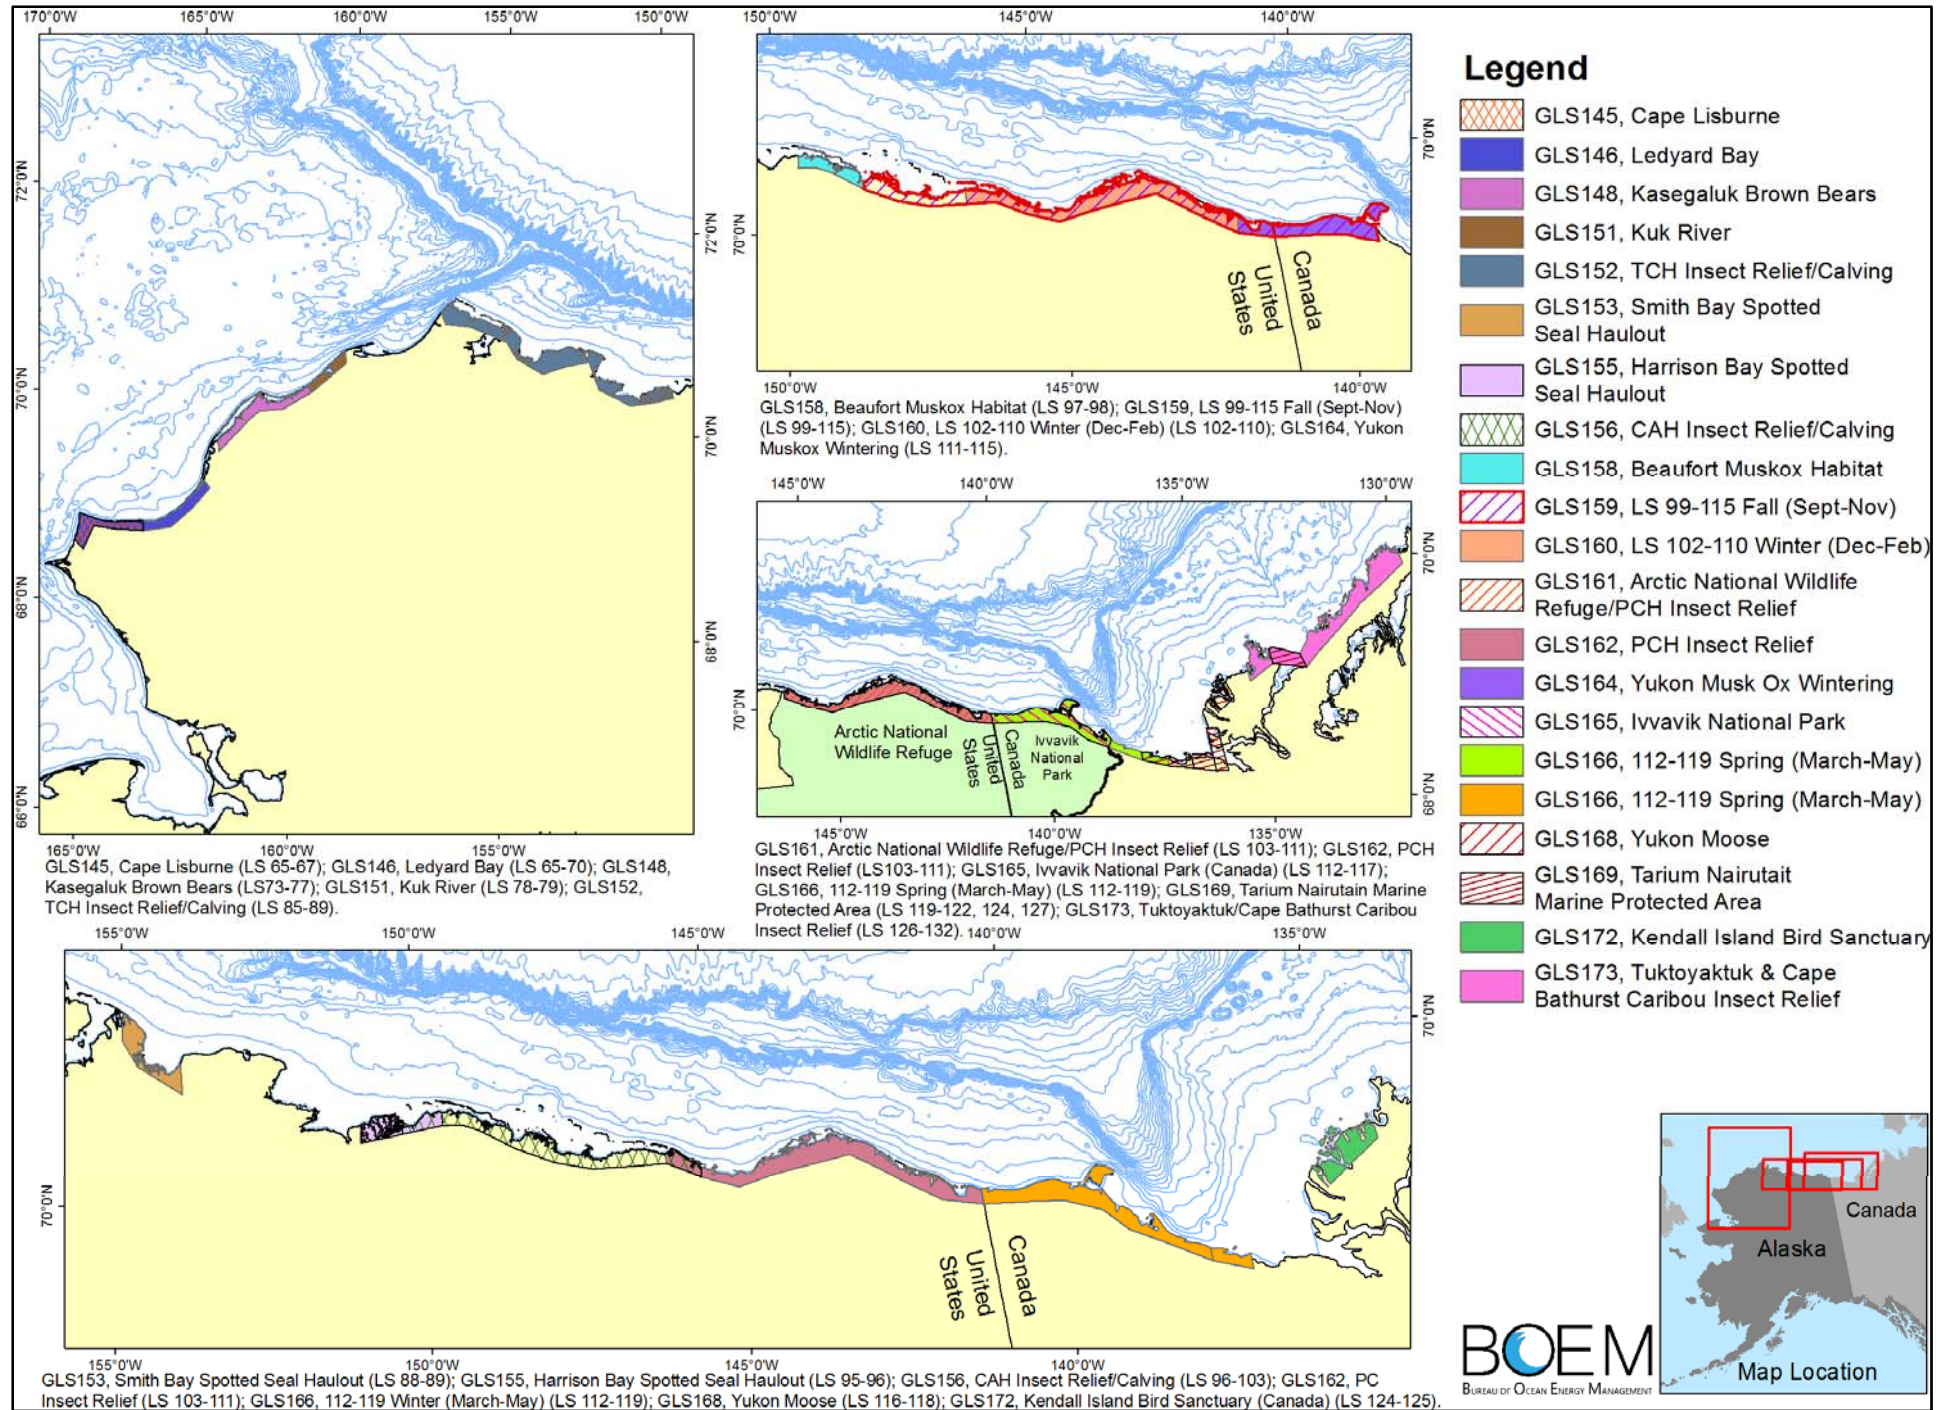 170°0'W
165°0'W
160°0'W
155°0'W
150°0'W
72°0'N
70°0'N
68°0'N
66°0'N
72°0'N
70°0'N
68°0'N
165°0'W
160°0'W
155°0'W
GLS145, Cape Lisburne (LS 65-67); GLS146, Ledyard Bay (LS 65-70); GLS148,
Kasegaluk Brown Bears (LS73-77); GLS151, Kuk River (LS 78-79); GLS152,
TCH Insect Relief/Calving (LS 85-89).
150°0'W
145°0'W
140°0'W
70°0'N
70°0'N
United
States
Canada
150°0'W
145°0'W
140°0'W
GLS158, Beaufort Muskox Habitat (LS 97-98); GLS159, LS 99-115 Fall (Sept-Nov)
(LS 99-115); GLS160, LS 102-110 Winter (Dec-Feb) (LS 102-110); GLS164, Yukon
Muskox Wintering (LS 111-115).
145°0'W
140°0'W
135°0'W
130°0'W
70°0'N
70°0'N
68°0'N
Arctic National
Wildlife Refuge
United
States
Canada
Ivvavik
National
Park
145°0'W
140°0'W
135°0'W
GLS161, Arctic National Wildlife Refuge/PCH Insect Relief (LS 103-111); GLS162, PCH
Insect Relief (LS103-111); GLS165, Ivvavik National Park (Canada) (LS 112-117);
GLS166, 112-119 Spring (March-May) (LS 112-119); GLS169, Tarium Nairutain Marine
Protected Area (LS 119-122, 124, 127); GLS173, Tuktoyaktuk/Cape Bathurst Caribou
Insect Relief (LS 126-132).
155°0'W
150°0'W
145°0'W
140°0'W
135°0'W
70°0'N
70°0'N
United
States
Canada
155°0'W
150°0'W
145°0'W
140°0'W
GLS153, Smith Bay Spotted Seal Haulout (LS 88-89); GLS155, Harrison Bay Spotted Seal Haulout (LS 95-96); GLS156, CAH Insect Relief/Calving (LS 96-103); GLS162, PC
Insect Relief (LS 103-111); GLS166, 112-119 Winter (March-May) (LS 112-119); GLS168, Yukon Moose (LS 116-118); GLS172, Kendall Island Bird Sanctuary (Canada) (LS 124-125).
Legend
GLS145, Cape Lisburne
GLS146, Ledyard Bay
GLS148, Kasegaluk Brown Bears
GLS151, Kuk River
GLS152, TCH Insect Relief/Calving
GLS153, Smith Bay Spotted
Seal Haulout
GLS155, Harrison Bay Spotted
Seal Haulout
GLS156, CAH Insect Relief/Calving
GLS158, Beaufort Muskox Habitat
GLS159, LS 99-115 Fall (Sept-Nov)
GLS160, LS 102-110 Winter (Dec-Feb)
GLS161, Arctic National Wildlife
Refuge/PCH Insect Relief
GLS162, PCH Insect Relief
GLS164, Yukon Musk Ox Wintering
GLS165, Ivvavik National Park
GLS166, 112-119 Spring (March-May)
GLS166, 112-119 Spring (March-May)
GLS168, Yukon Moose
GLS169, Tarium Nairutait
Marine Protected Area
GLS172, Kendall Island Bird Sanctuary
GLS173, Tuktoyaktuk & Cape
Bathurst Caribou Insect Relief
BOEM
BUREAU OF OCEAN ENERGY MANAGEMENT
Canada
Alaska
Map Location